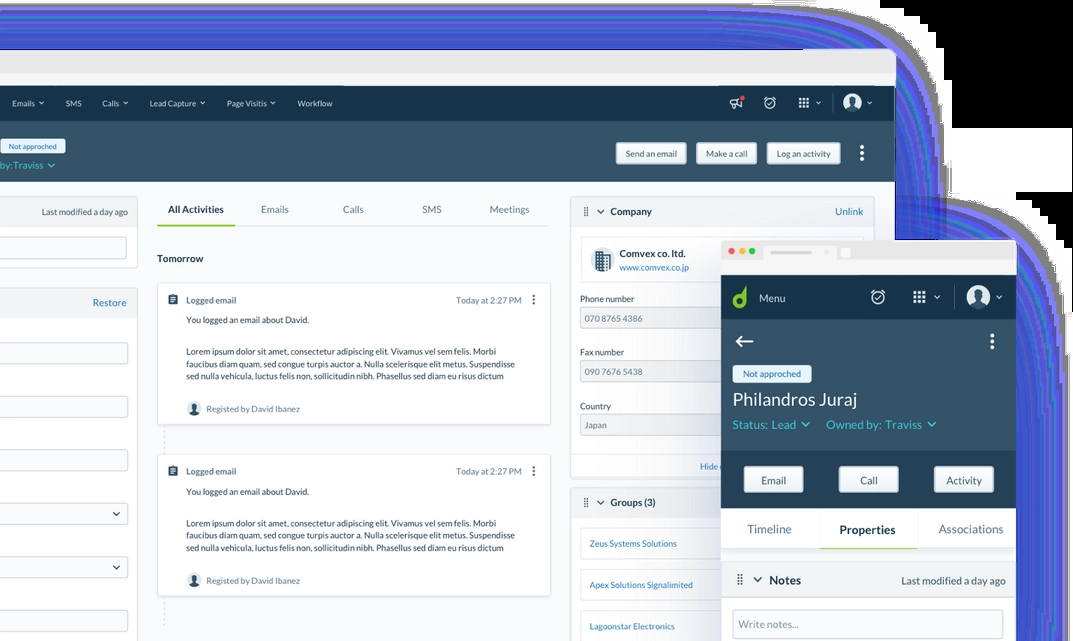 Emails
SMS
Calls
Lead Capture
Page Visitis
Workflow
Not approched
by:Traviss
Send an email
Make a call
Log an activity
Last modified a day ago
Restore
All Activities
Emails
Calls
SMS
Meetings
Tomorrow
Logged email
Today at 2:27 PM
You logged an email about David.
Lorem ipsum dolor sit amet, consectetur adipiscing elit. Vivamus vel sem felis. Morbi
faucibus diam quam, sed congue turpis auctor a. Nulla scelerisque elit metus. Suspendisse
sed nulla vehicula, luctus felis non, sollicitudin nibh. Phasellus sed diam eu risus dictum
Registed by David Ibanez
Logged email
Today at 2:27 PM
You logged an email about David.
Lorem ipsum dolor sit amet, consectetur adipiscing elit. Vivamus vel sem felis. Morbi
faucibus diam quam, sed congue turpis auctor a. Nulla scelerisque elit metus. Suspendisse
sed nulla vehicula, luctus felis non, sollicitudin nibh. Phasellus sed diam eu risus dictum
Registed by David Ibanez
Company
Unlink
Comvex co. ltd.
www.comvex.co.jp
Phone number
070 8765 4386
Fax number
090 7676 5438
Country
Japan
Hide
Groups (3)
Zeus Systems Solutions
Apex Solutions Signalimited
Lagoonstar Electronics
Menu
Not approched
Philandros Juraj
Status: Lead
Owned by: Traviss
Email
Call
Activity
Timeline
Properties
Associations
Notes
Last modified a day ago
Write notes...